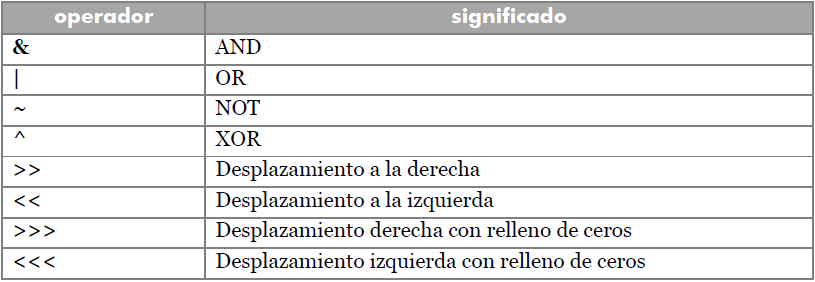 operador significado
& AND
| OR
~ NOT
^ XOR
>> Desplazamiento a la derecha
<< Desplazamiento a la izquierda
>>> Desplazamiento derecha con relleno de ceros
<<< Desplazamiento izquierda con relleno de ceros